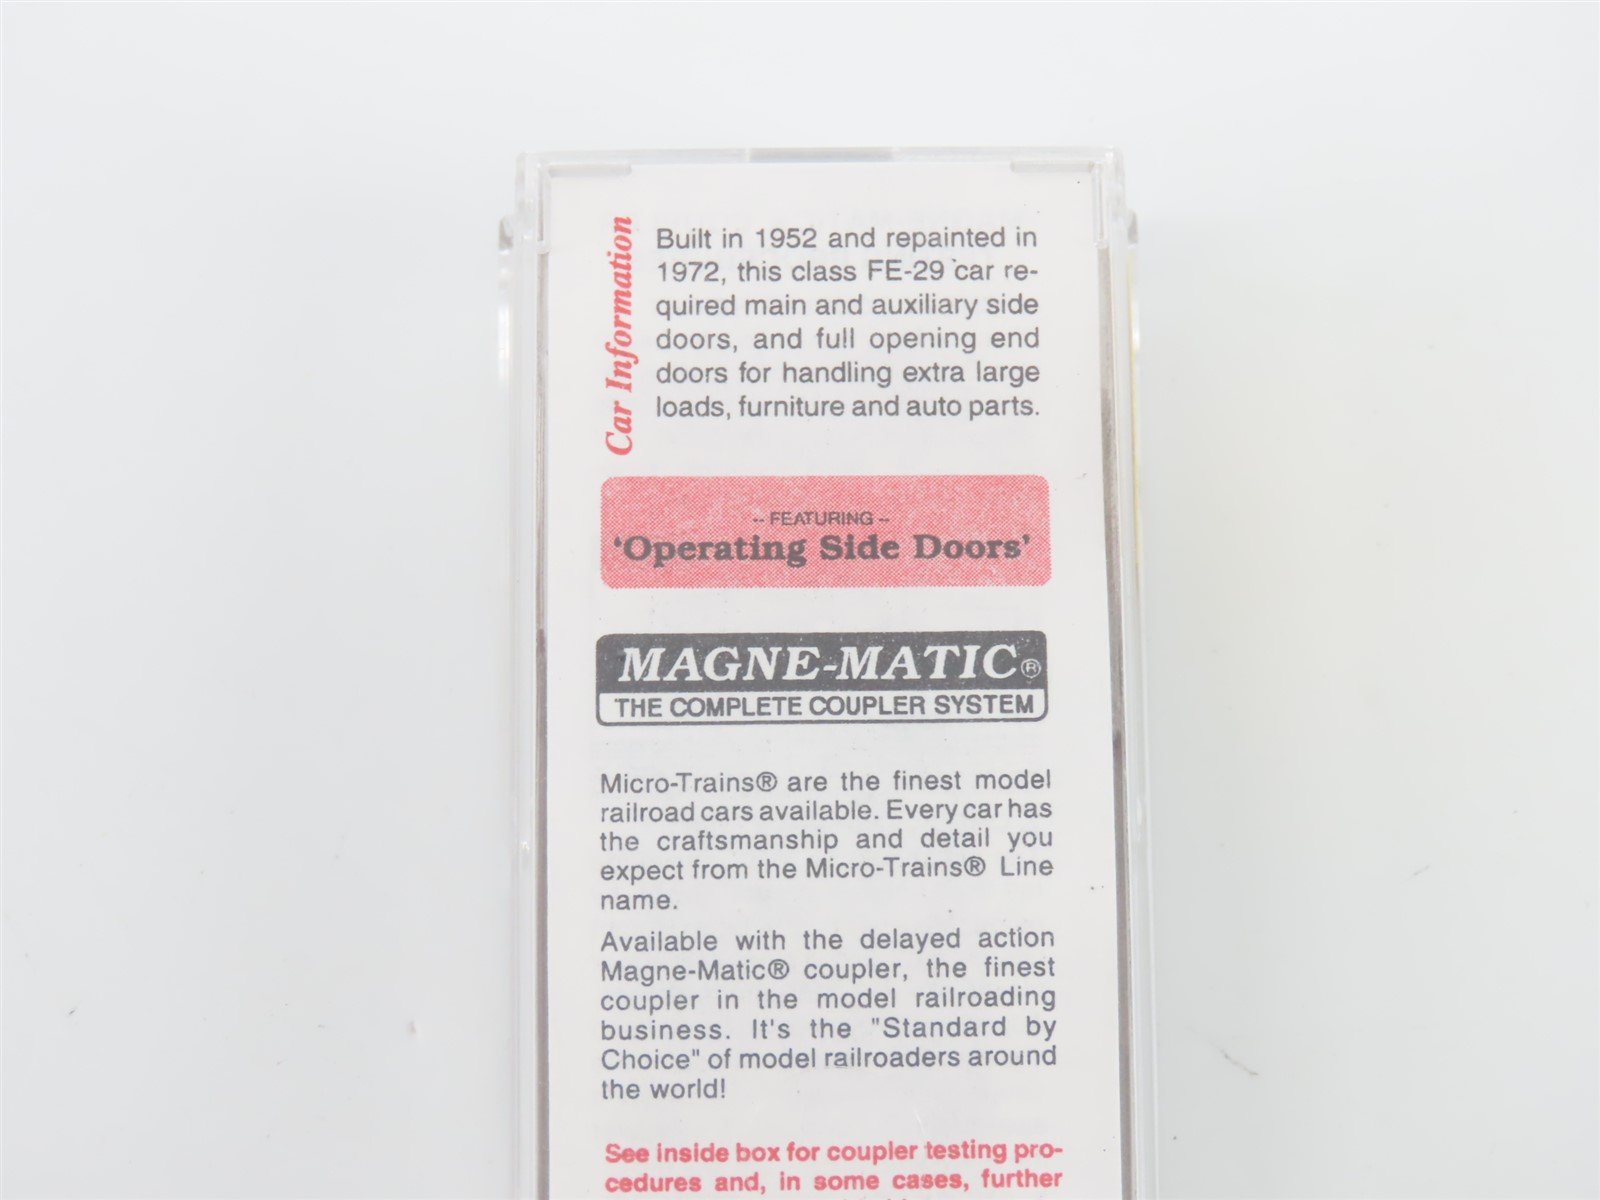 Car Information
Built in 1952 and repainted in
1972, this class FE-29 car re-
quired main and auxiliary side
doors, and full opening end
doors for handling extra large
loads, furniture and auto parts.
-- FEATURING --
'Operating Side Doors'
MAGNE-MATIC®
THE COMPLETE COUPLER SYSTEM
Micro-Trains® are the finest model
railroad cars available. Every car has
the craftsmanship and detail you
expect from the Micro-Trains® Line
name.
Available with the delayed action
Magne-Matic® coupler, the finest
coupler in the model railroading
business. It's the "Standard by
Choice" of model railroaders around
the world!
See inside box for coupler testing pro-
cedures and, in some cases, further